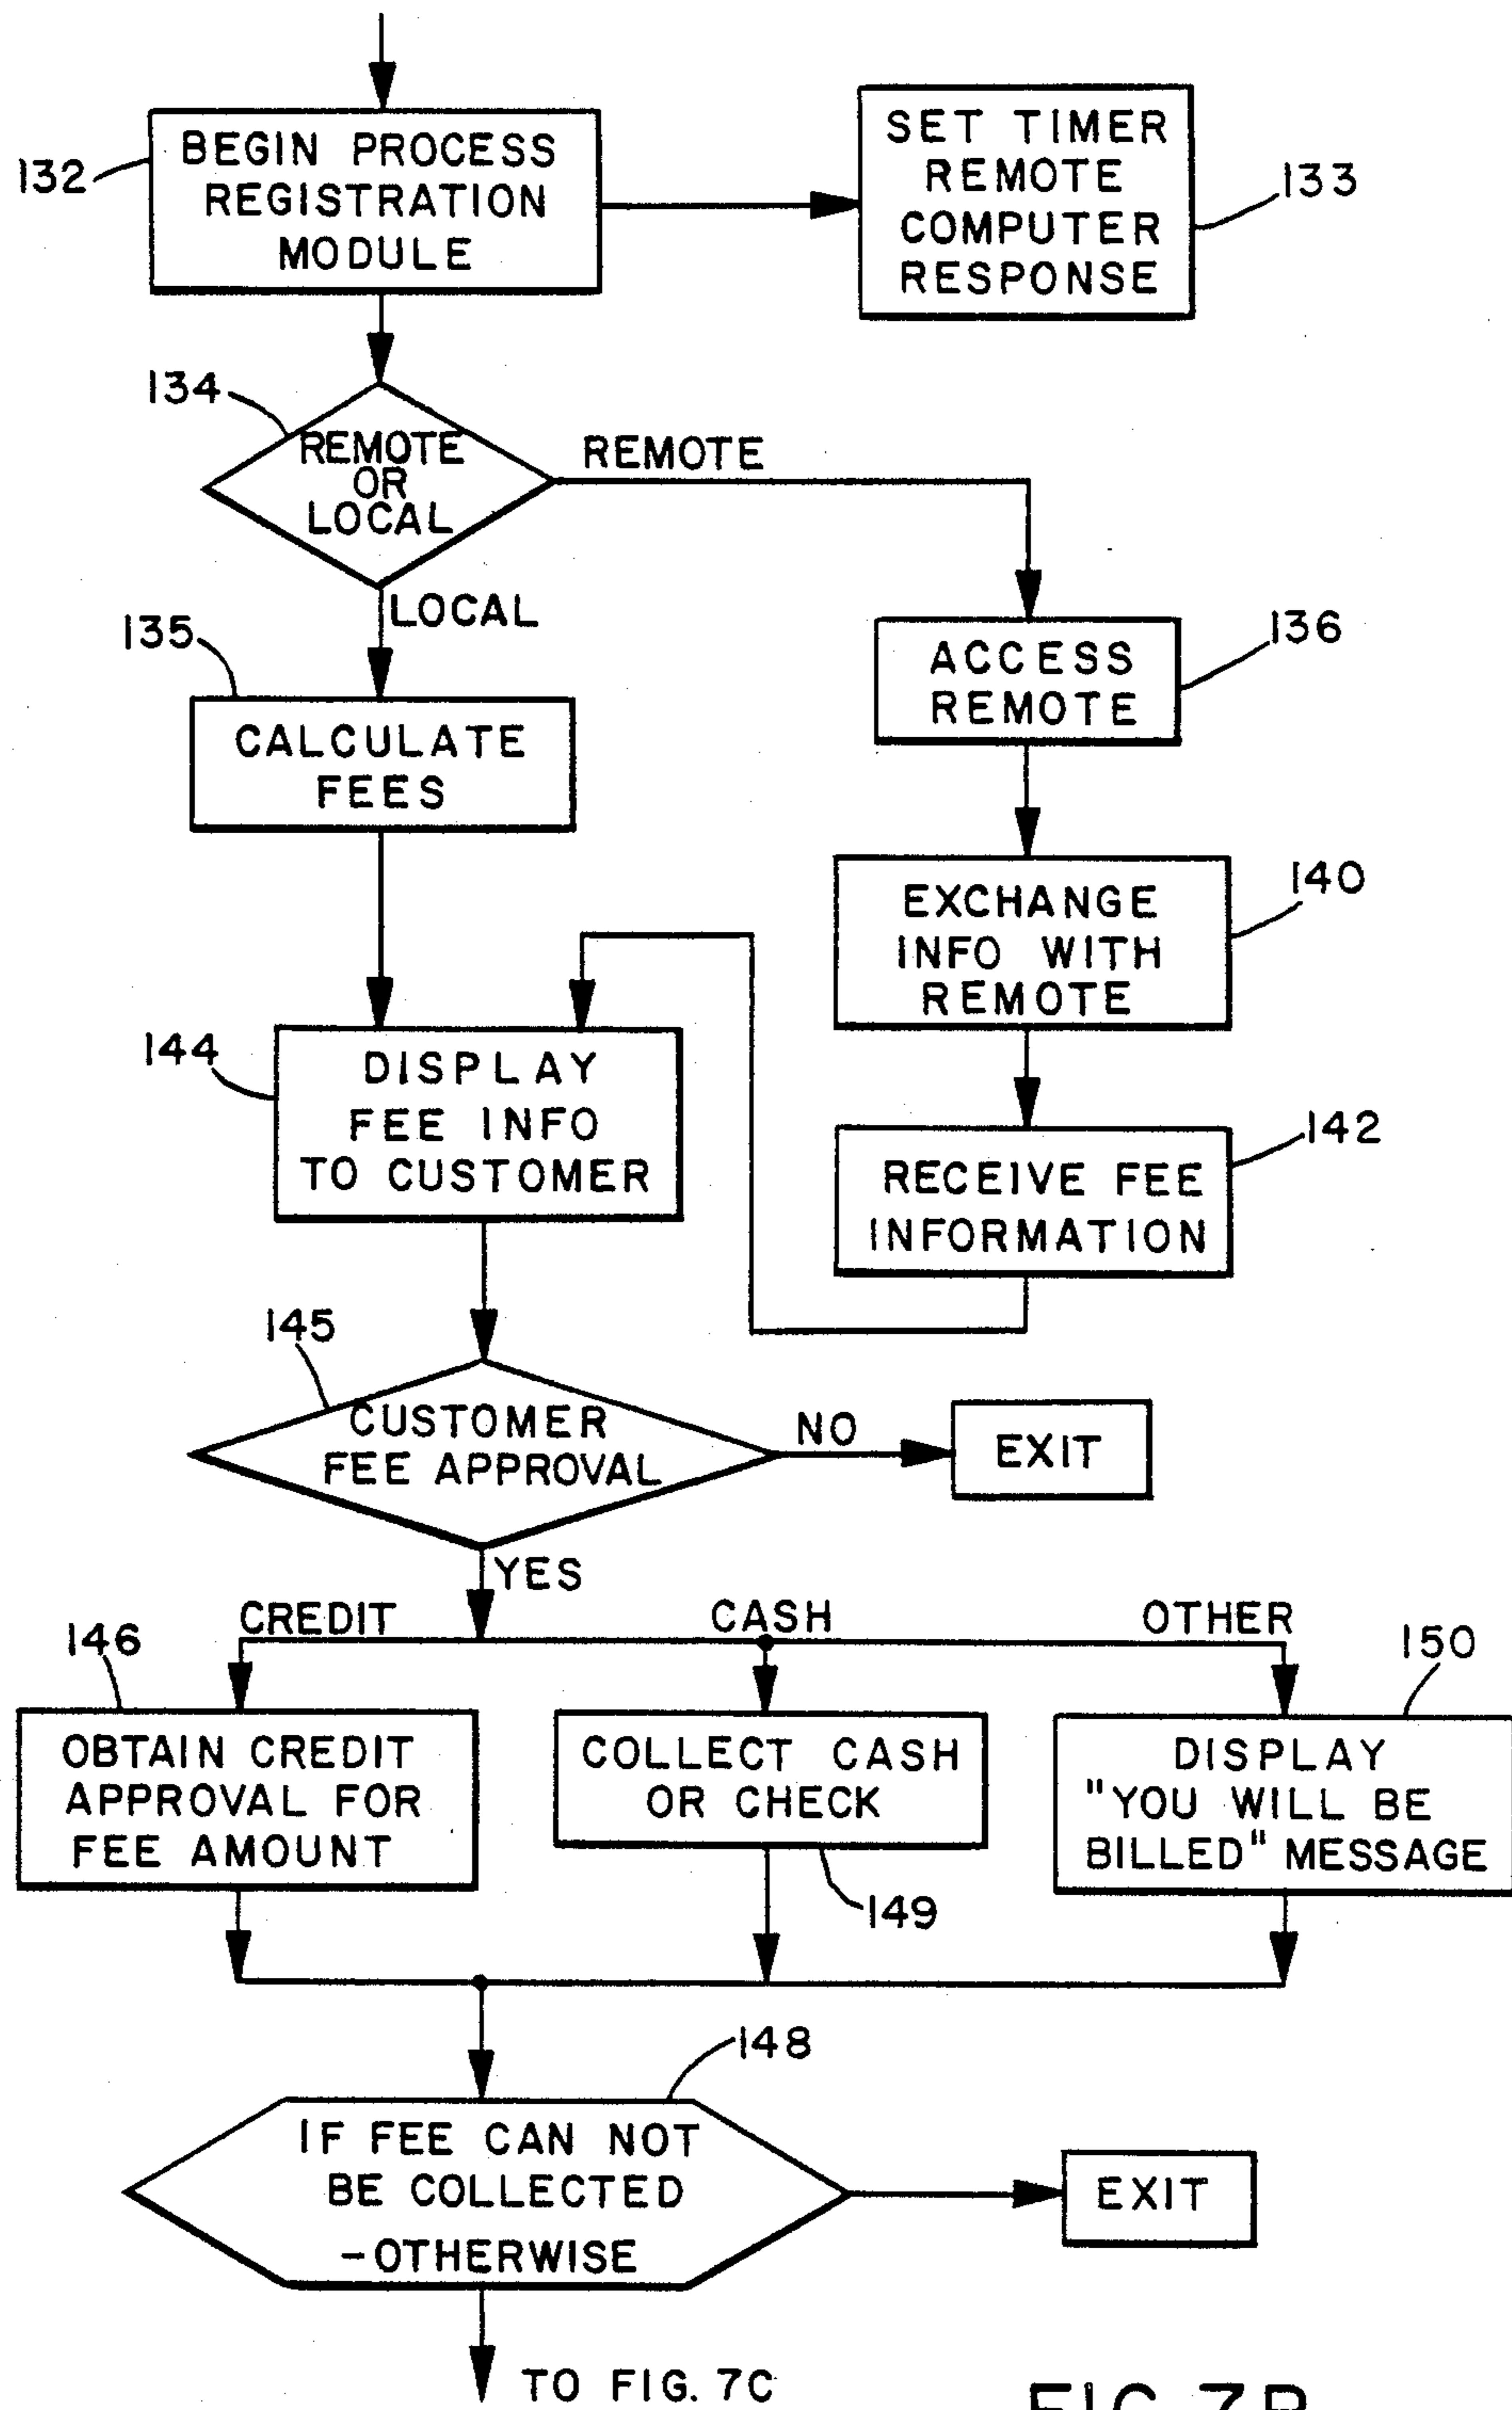 132
BEGIN PROCESS
REGISTRATION
MODULE
SET TIMER
REMOTE
COMPUTER
RESPONSE
133
134
REMOTE
OR
LOCAL
REMOTE
LOCAL
135
CALCULATE
FEES
ACCESS
REMOTE
136
EXCHANGE
INFO WITH
REMOTE
140
144
DISPLAY
FEE INFO
TO CUSTOMER
RECEIVE FEE
INFORMATION
142
145
CUSTOMER
FEE APPROVAL
NO
EXIT
YES
CREDIT
CASH
OTHER
146
OBTAIN CREDIT
APPROVAL FOR
FEE AMOUNT
COLLECT CASH
OR CHECK
149
150
DISPLAY
"YOU WILL BE
BILLED" MESSAGE
148
IF FEE CAN NOT
BE COLLECTED
-OTHERWISE
EXIT
TO FIG. 7C
FIG. 7B